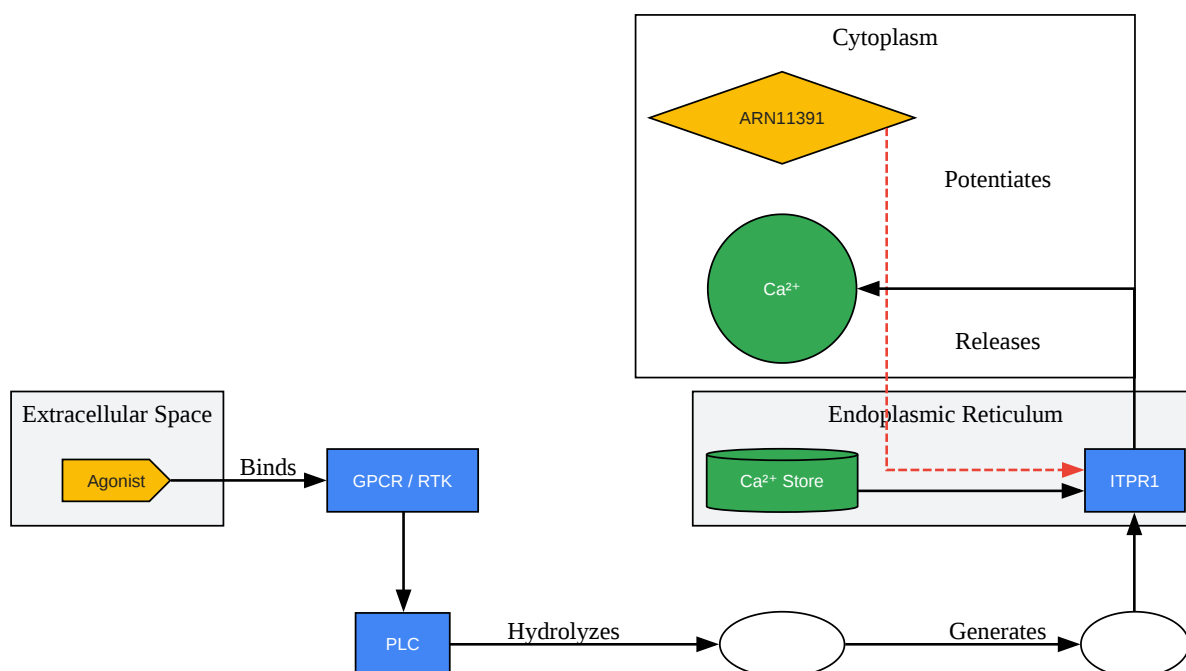 Cytoplasm
ARN11391
Potentiates
Ca²⁺
Releases
Extracellular Space
Endoplasmic Reticulum
Agonist
Binds
GPCR / RTK
Ca²⁺ Store
ITPR1
PLC
Hydrolyzes
Generates